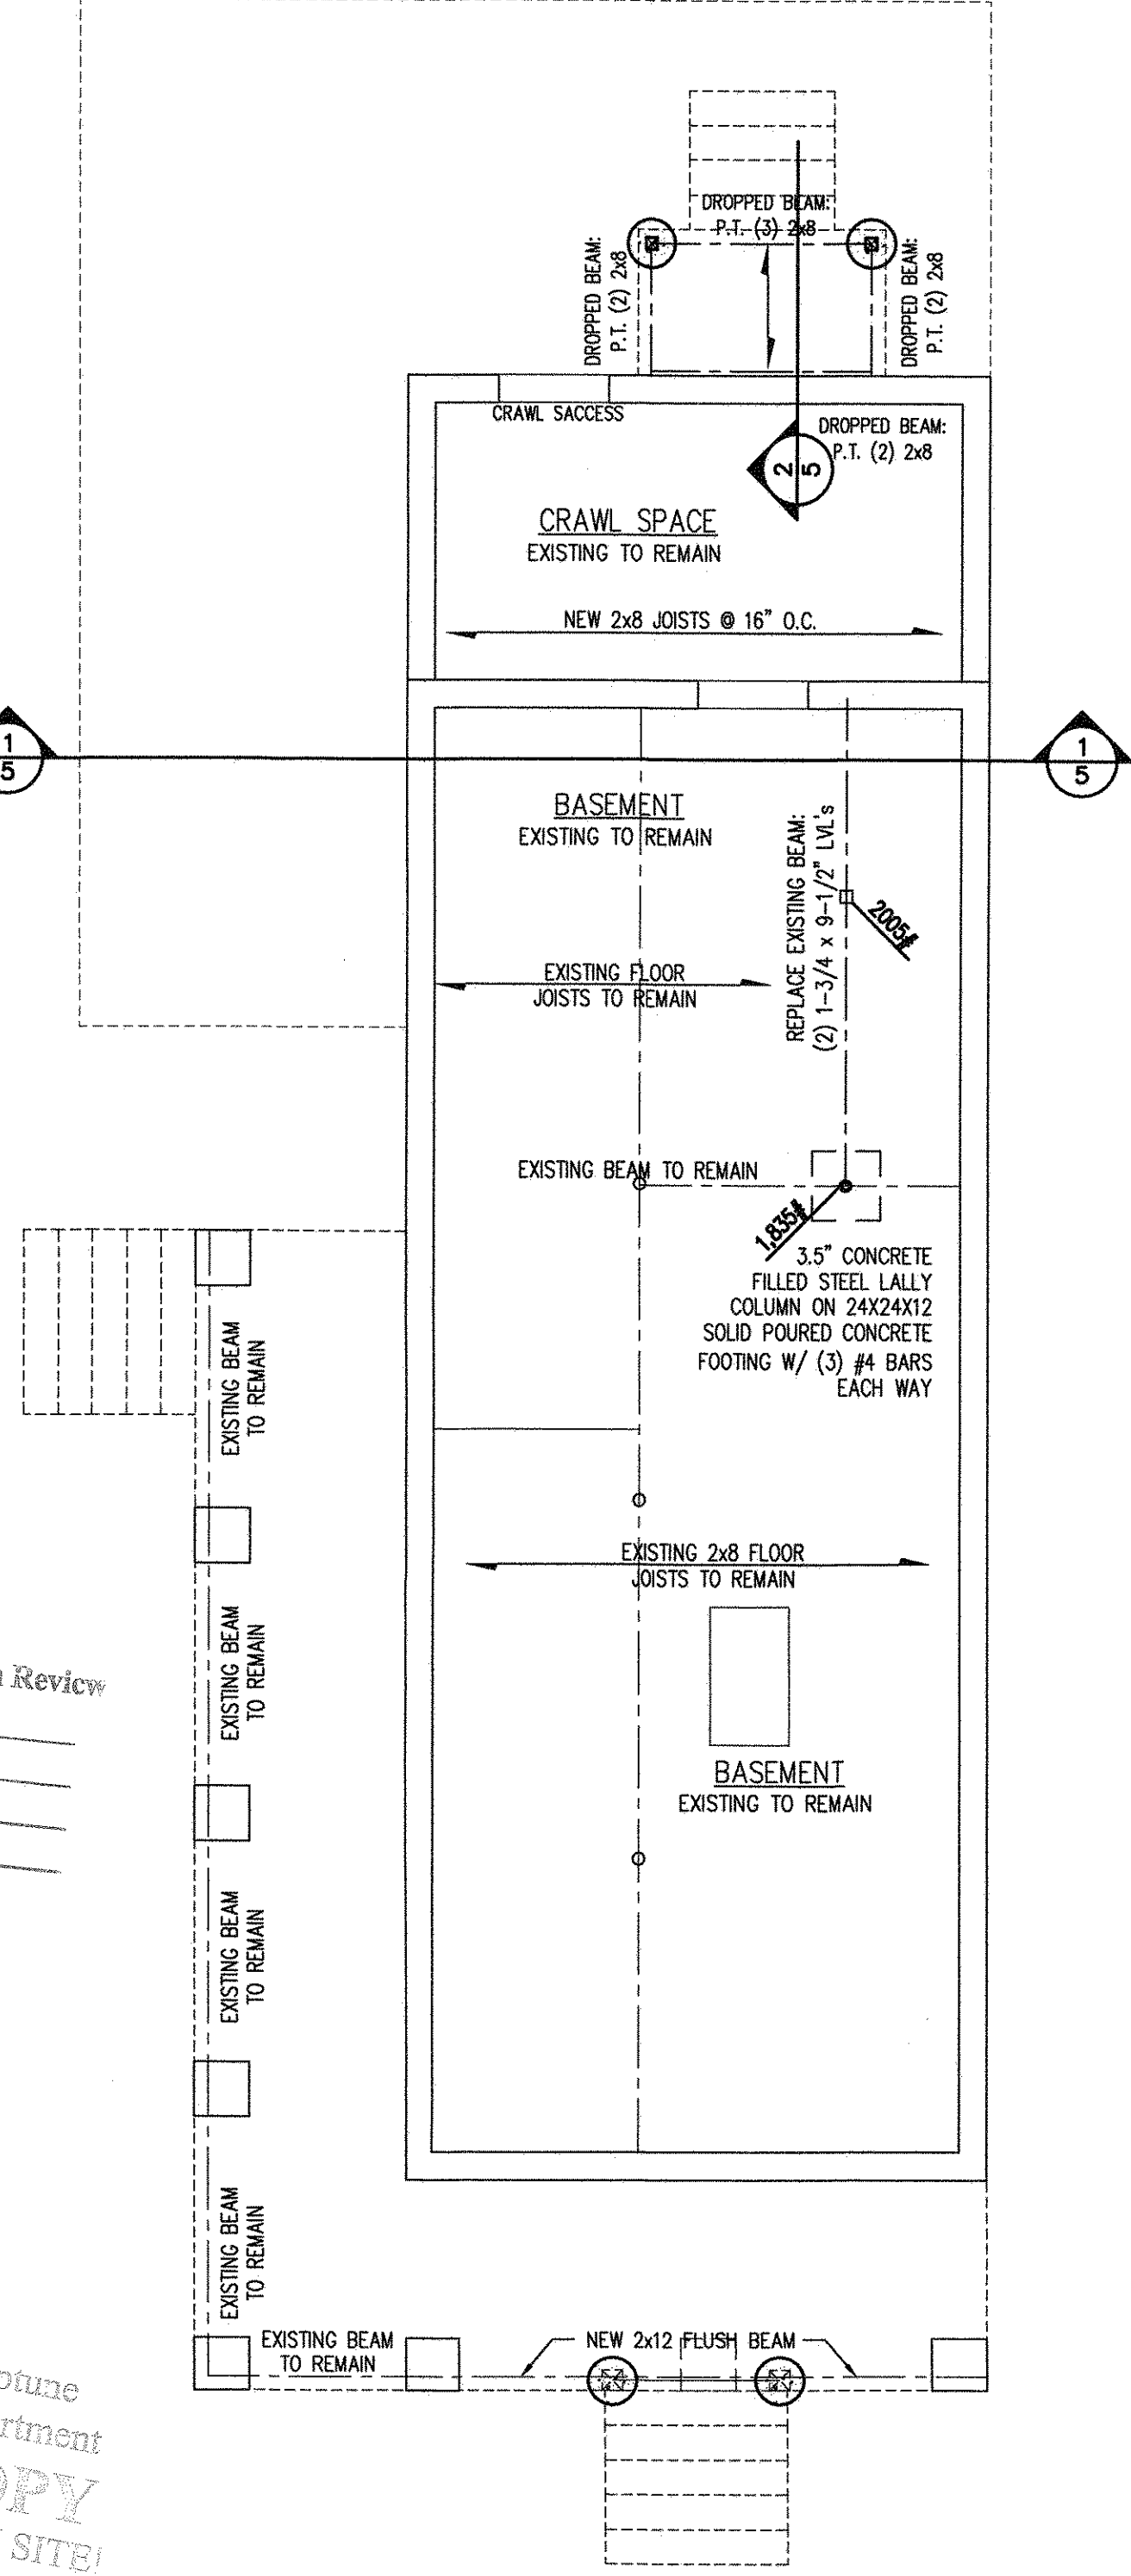 DROPPED BEAM:
P.T. (3) 2x8
DROPPED BEAM:
P.T. (2) 2x8
DROPPED BEAM:
P.T. (2) 2x8
CRAWL SACCESS
DROPPED BEAM:
P.T. (2) 2x8
2
5
CRAWL SPACE
EXISTING TO REMAIN
NEW 2x8 JOISTS @ 16" O.C.
1
5
1
5
BASEMENT
EXISTING TO REMAIN
REPLACE EXISTING BEAM:
(2) 1-3/4 x 9-1/2" LVL's
2005#
EXISTING FLOOR
JOISTS TO REMAIN
EXISTING BEAM TO REMAIN
1,835#
3.5" CONCRETE
FILLED STEEL LALLY
COLUMN ON 24X24X12
SOLID POURED CONCRETE
FOOTING W/ (3) #4 BARS
EACH WAY
EXISTING BEAM
TO REMAIN
EXISTING 2x8 FLOOR
JOISTS TO REMAIN
EXISTING BEAM
TO REMAIN
Review
BASEMENT
EXISTING TO REMAIN
EXISTING BEAM
TO REMAIN
EXISTING BEAM
TO REMAIN
EXISTING BEAM
TO REMAIN
NEW 2x12 FLUSH BEAM
otune
rtment
OPY
SITE!